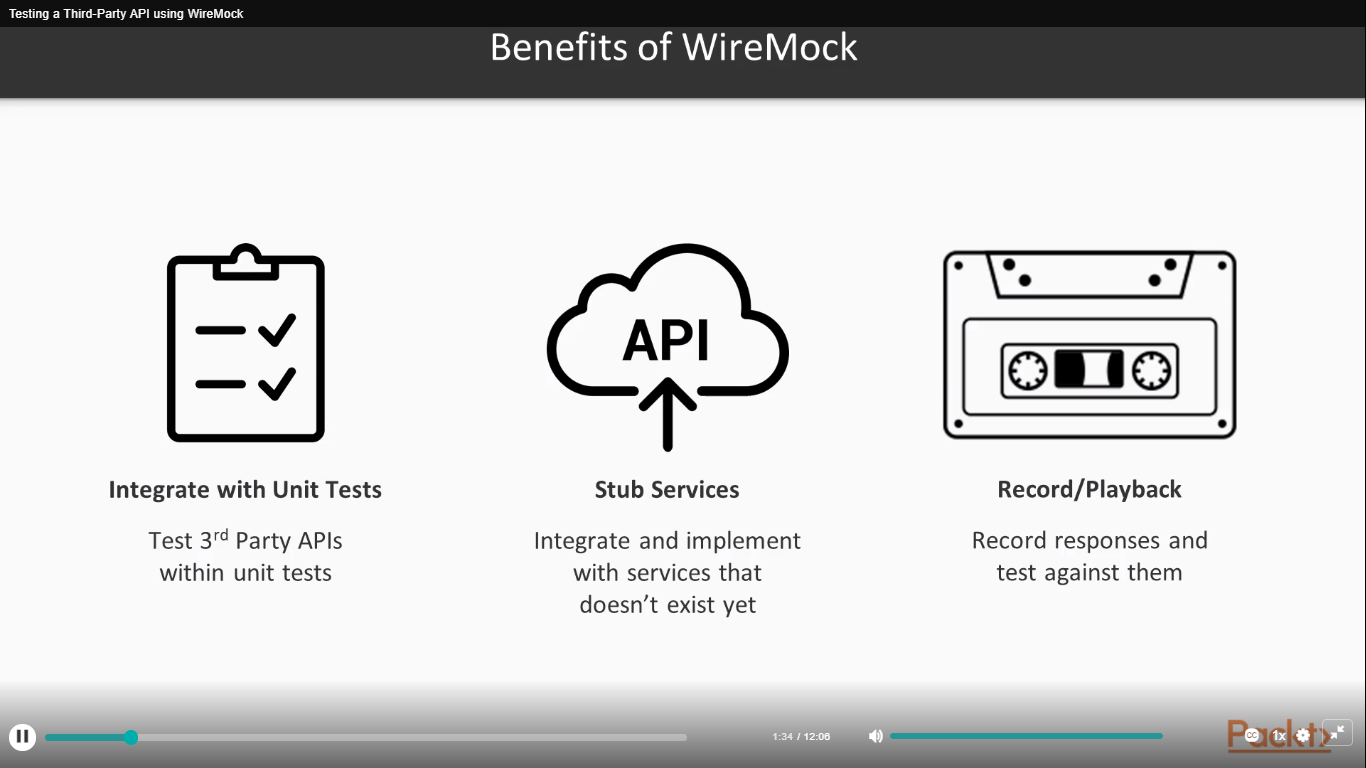 Testing a Third-Party API using WireMock
Benefits of WireMock
API
Integrate with Unit Tests
Test 3rd Party APIs
within unit tests
Stub Services
Integrate and implement
with services that
doesn't exist yet
Record/Playback
Record responses and
test against them
1:34 / 12:06
Packt>
CC
1x